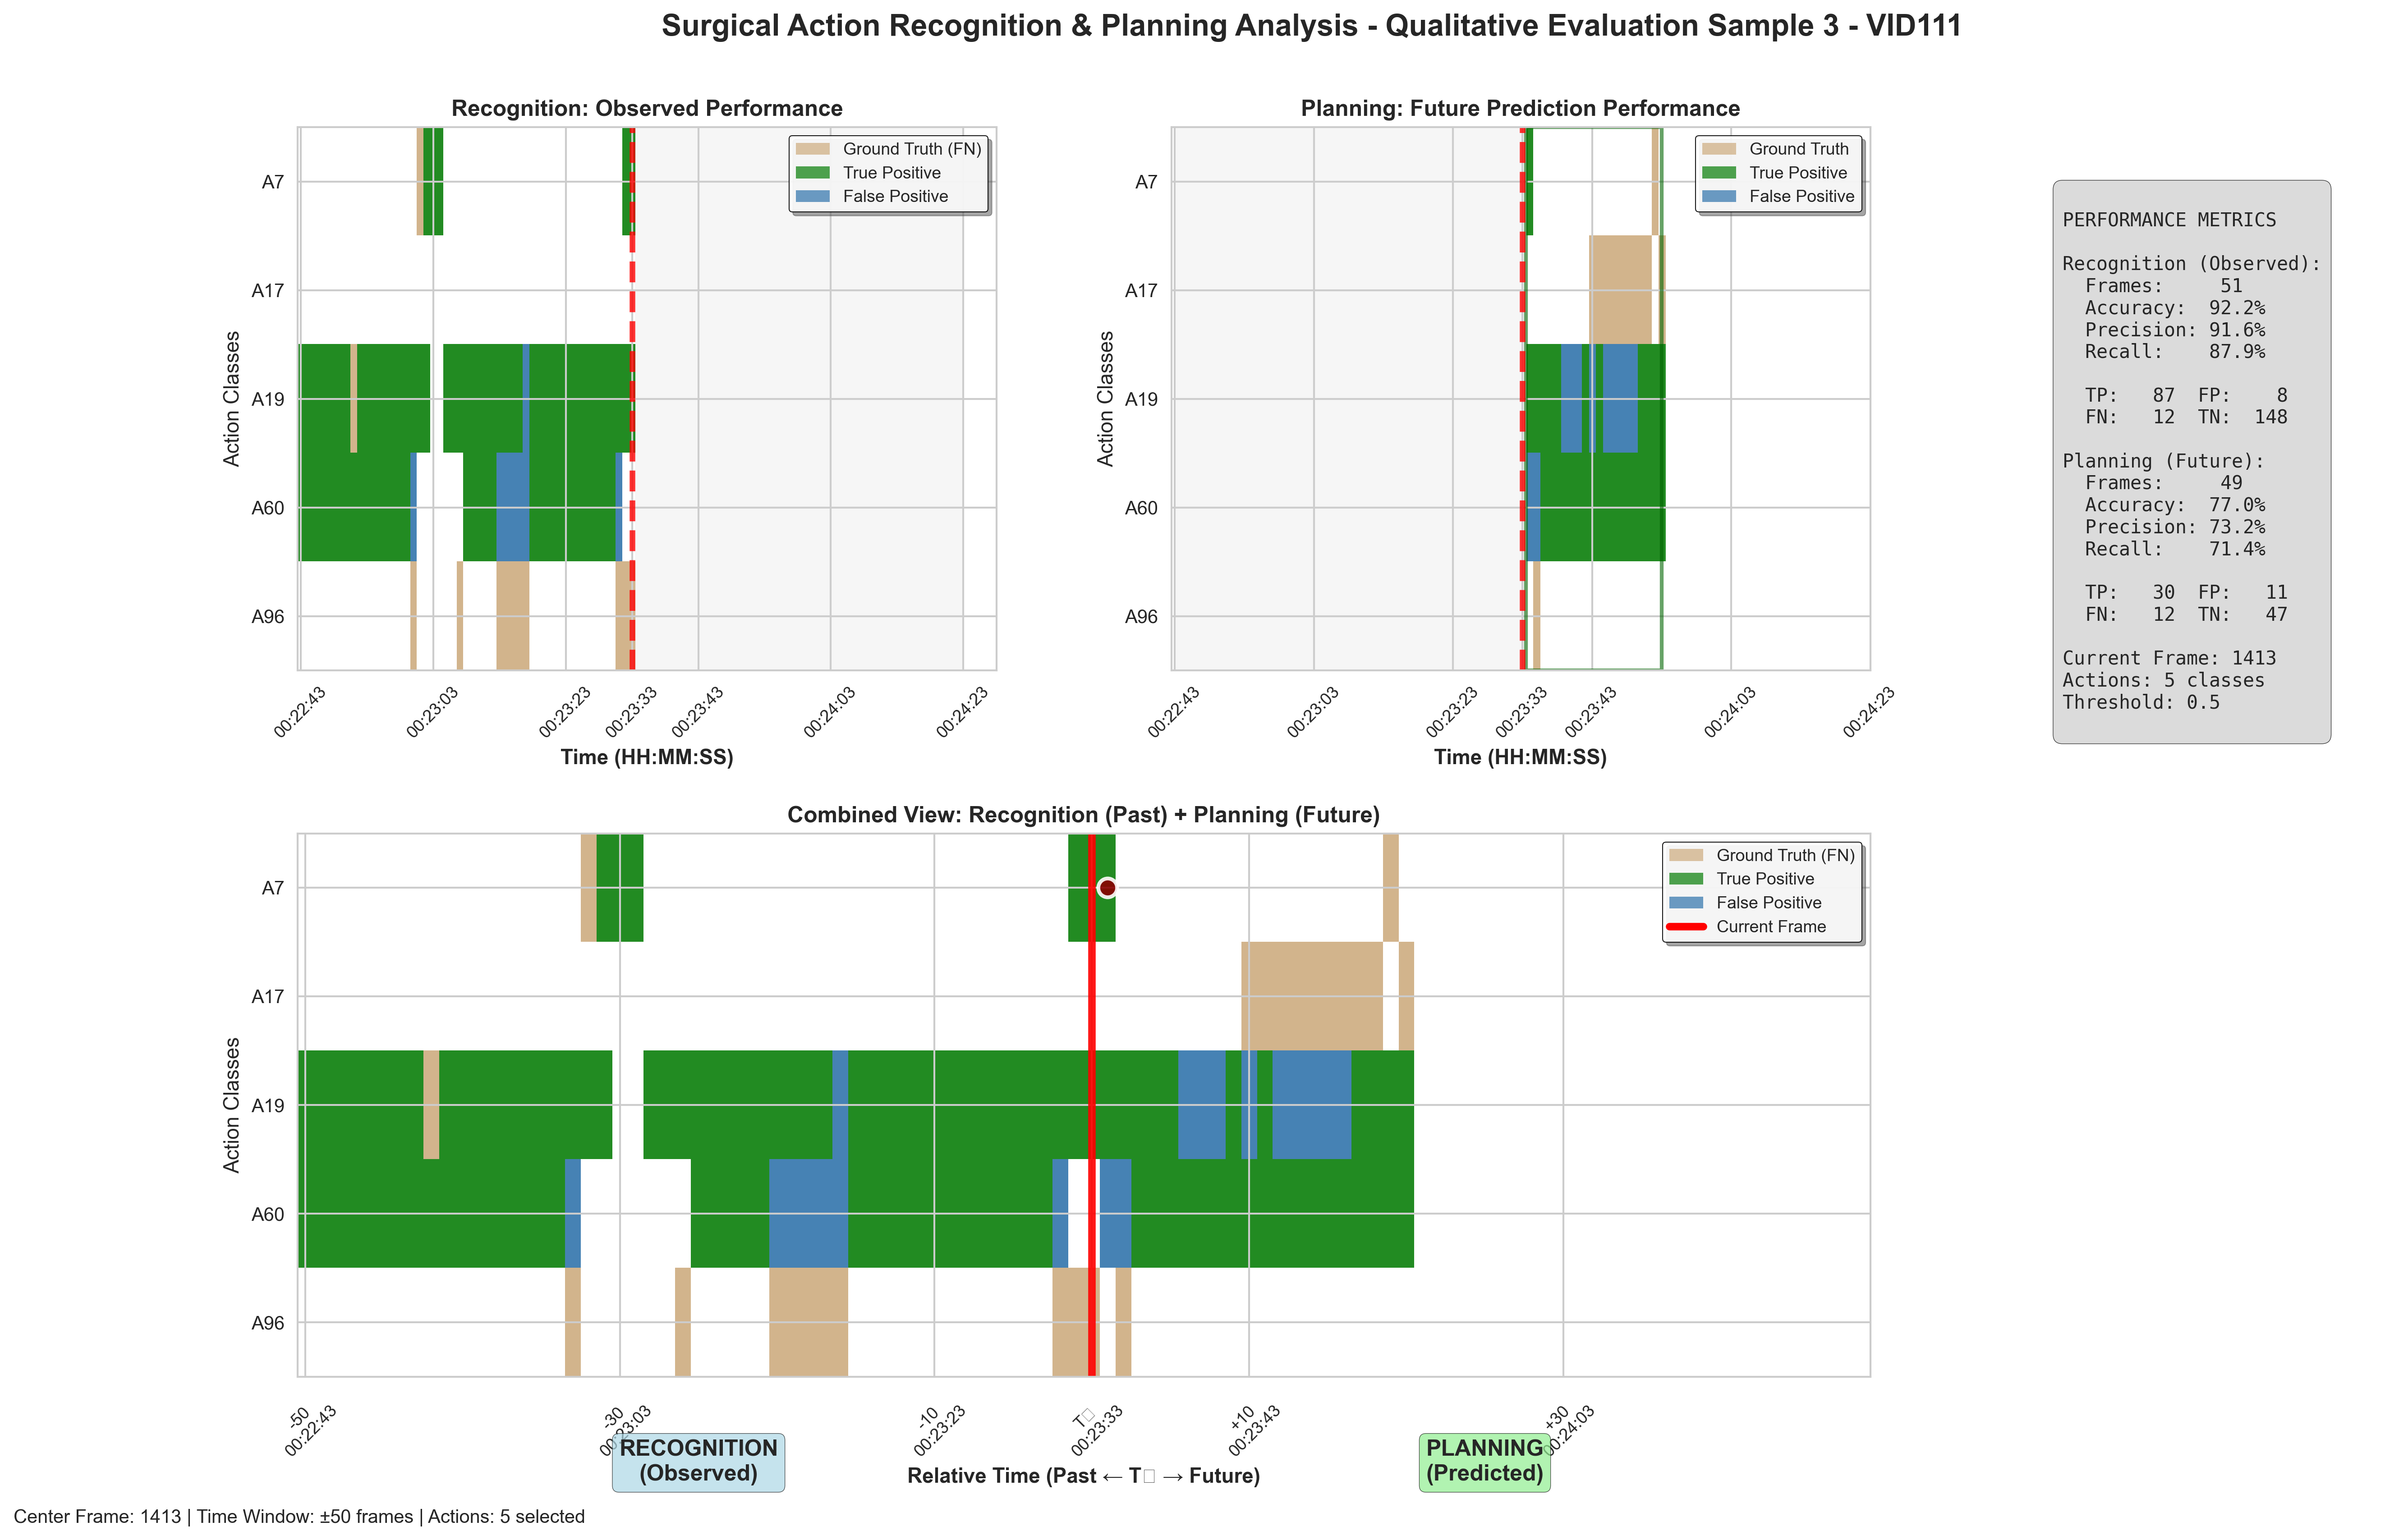 Surgical Action Recognition & Planning Analysis - Qualitative Evaluation Sample 3 - VID111
Recognition: Observed Performance
Ground Truth (FN)
True Positive
False Positive
Action Classes
A7
A17
A19
A60
A96
00:22:43
00:23:03
00:23:23
00:23:33
00:23:43
00:24:03
00:24:23
Time (HH:MM:SS)
Planning: Future Prediction Performance
Ground Truth
True Positive
False Positive
Action Classes
A7
A17
A19
A60
A96
00:22:43
00:23:03
00:23:23
00:23:33
00:23:43
00:24:03
00:24:23
Time (HH:MM:SS)
PERFORMANCE METRICS
Recognition (Observed):
Frames: 51
Accuracy: 92.2%
Precision: 91.6%
Recall: 87.9%
TP: 87 FP: 8
FN: 12 TN: 148
Planning (Future):
Frames: 49
Accuracy: 77.0%
Precision: 73.2%
Recall: 71.4%
TP: 30 FP: 11
FN: 12 TN: 47
Current Frame: 1413
Actions: 5 classes
Threshold: 0.5
Combined View: Recognition (Past) + Planning (Future)
Ground Truth (FN)
True Positive
False Positive
Current Frame
Action Classes
A7
A17
A19
A60
A96
-50
00:22:43
-30
00:23:03
-10
00:23:23
T□
00:23:33
+10
00:23:43
+30
00:24:03
RECOGNITION
(Observed)
Relative Time (Past ← T□ → Future)
PLANNING
(Predicted)
Center Frame: 1413 | Time Window: ±50 frames | Actions: 5 selected